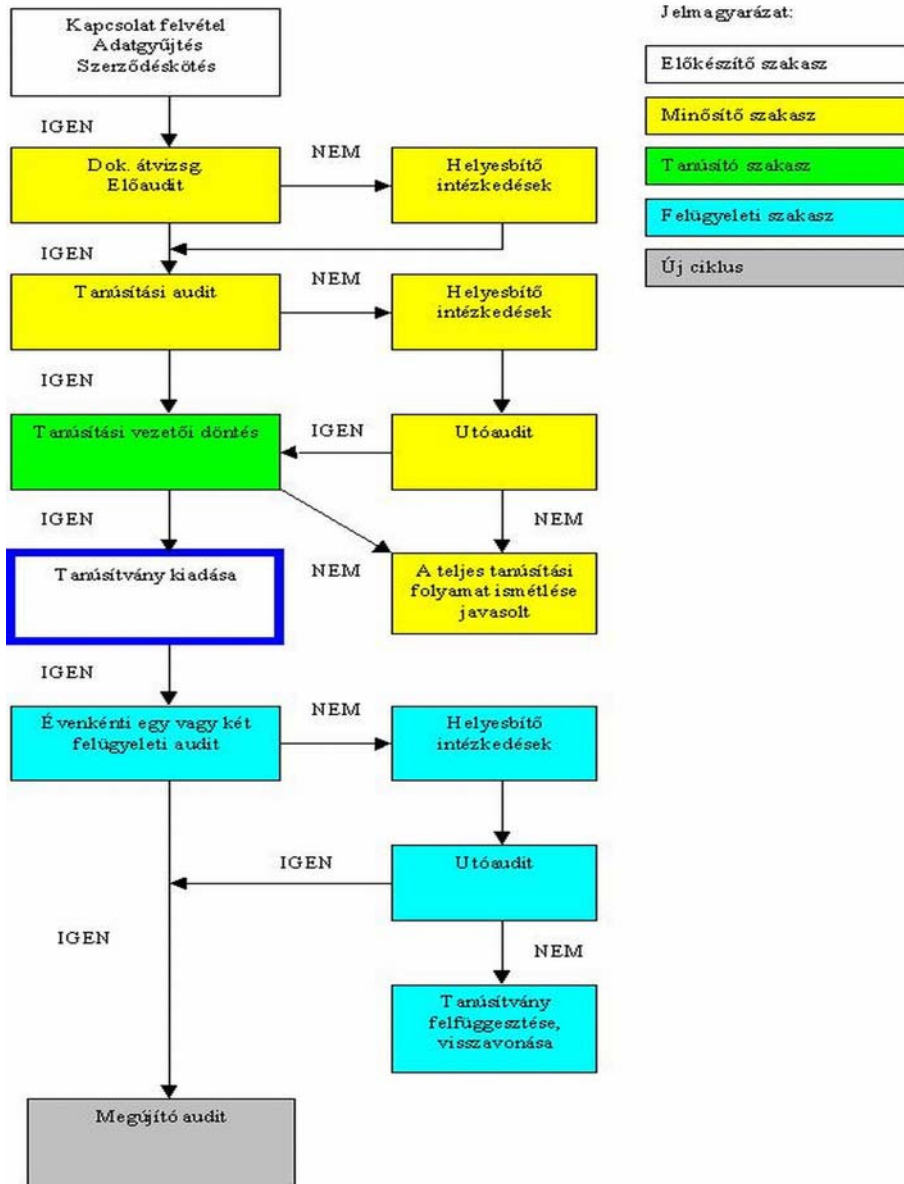 Kapcsolat felvétel
Adatgyűjtés
Szerződéskötés
IGEN
Dok. átvizsg.
Előaudit
NEM
Helyesbítő
intézkedések
IGEN
Tanúsítási audit
NEM
Helyesbítő
intézkedések
IGEN
Tanúsítási vezetői döntés
IGEN
Utóaudit
IGEN
NEM
Tanúsítvány kiadása
NEM
A teljes tanúsítási
folyamat ismétlése
javasolt
IGEN
Évenkénti egy vagy két
felügyeleti audit
NEM
Helyesbítő
intézkedések
IGEN
Utóaudit
IGEN
NEM
Tanúsítvány
felfüggesztése,
visszavonása
Megújító audit
Jelmagyarázat:
Előkészítő szakasz
Minősítő szakasz
Tanúsító szakasz
Felügyeleti szakasz
Új ciklus